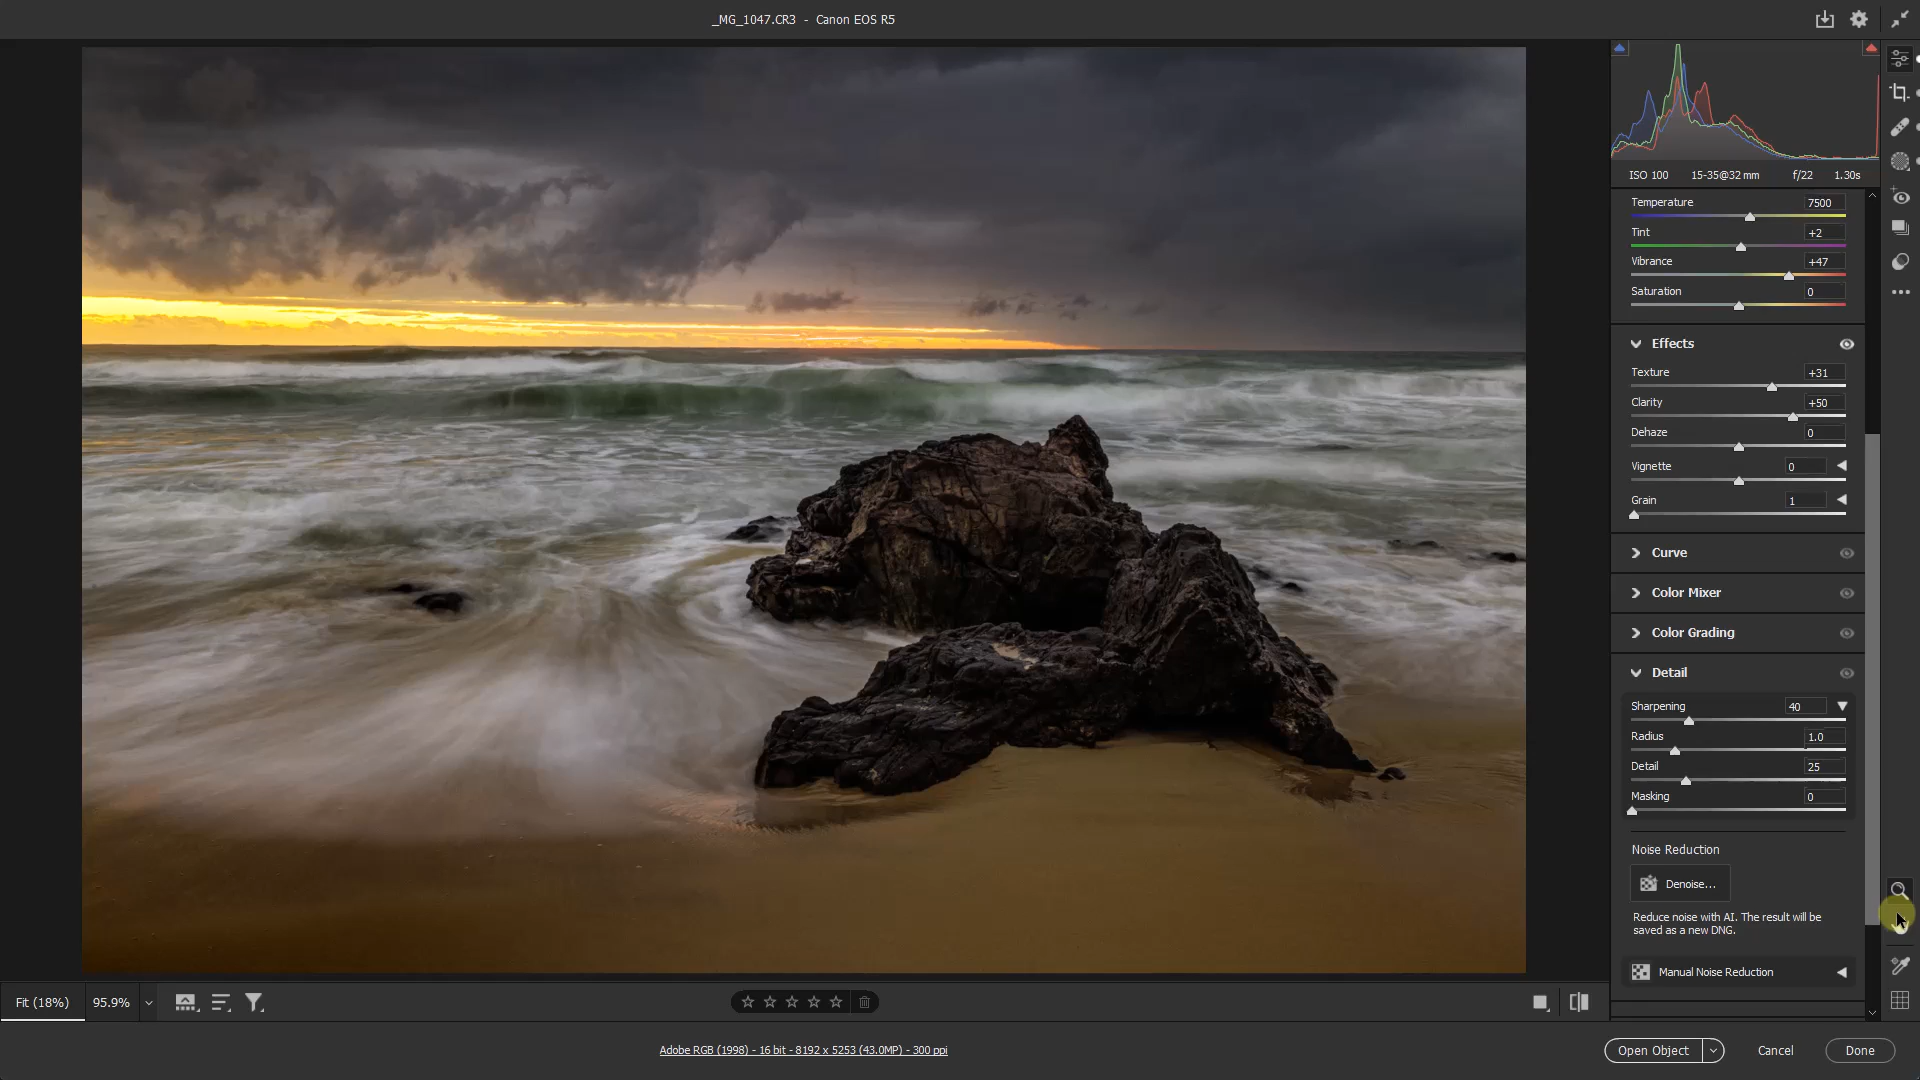 _MG_1047.CR3 - Canon EOS R5
ISO 100 15-35@32 mm f/22 1.30s
Temperature 7500
Tint +2
Vibrance +47
Saturation 0
Effects
Texture +31
Clarity +50
Dehaze 0
Vignette 0
Grain 1
Curve
Color Mixer
Color Grading
Detail
Sharpening 40
Radius 1.0
Detail 25
Masking 0
Noise Reduction
Denoise...
Reduce noise with AI. The result will be
saved as a new DNG.
Manual Noise Reduction
Fit (18%) 95.9%
Adobe RGB (1998) - 16 bit - 8192 x 5253 (43.0MP) - 300 ppi
Open Object Cancel Done